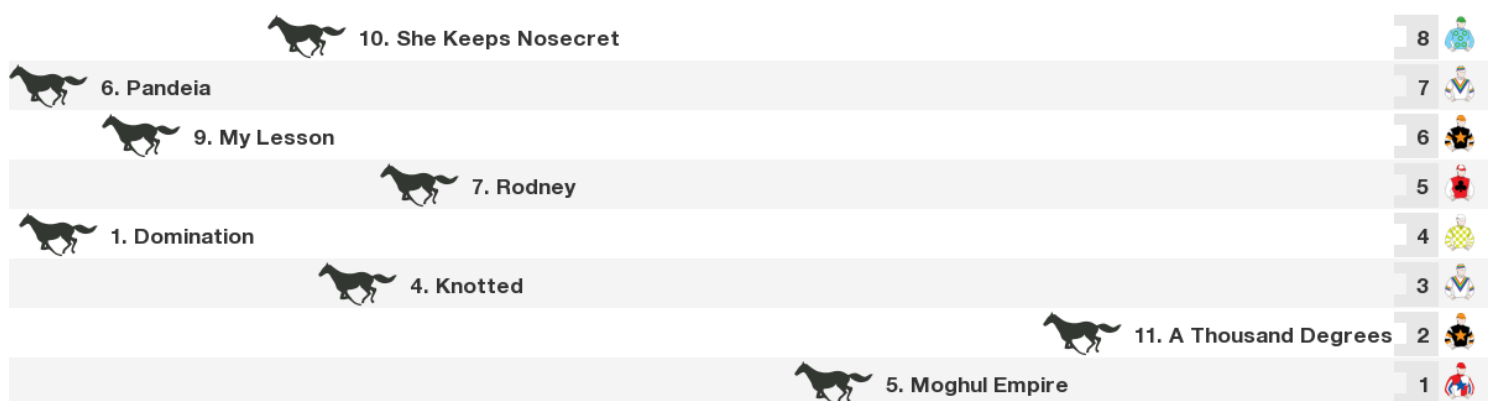 10. She Keeps Nosecret 8
6. Pandeia 7
9. My Lesson 6
7. Rodney 5
1. Domination 4
4. Knotted 3
11. A Thousand Degrees 2
5. Moghul Empire 1